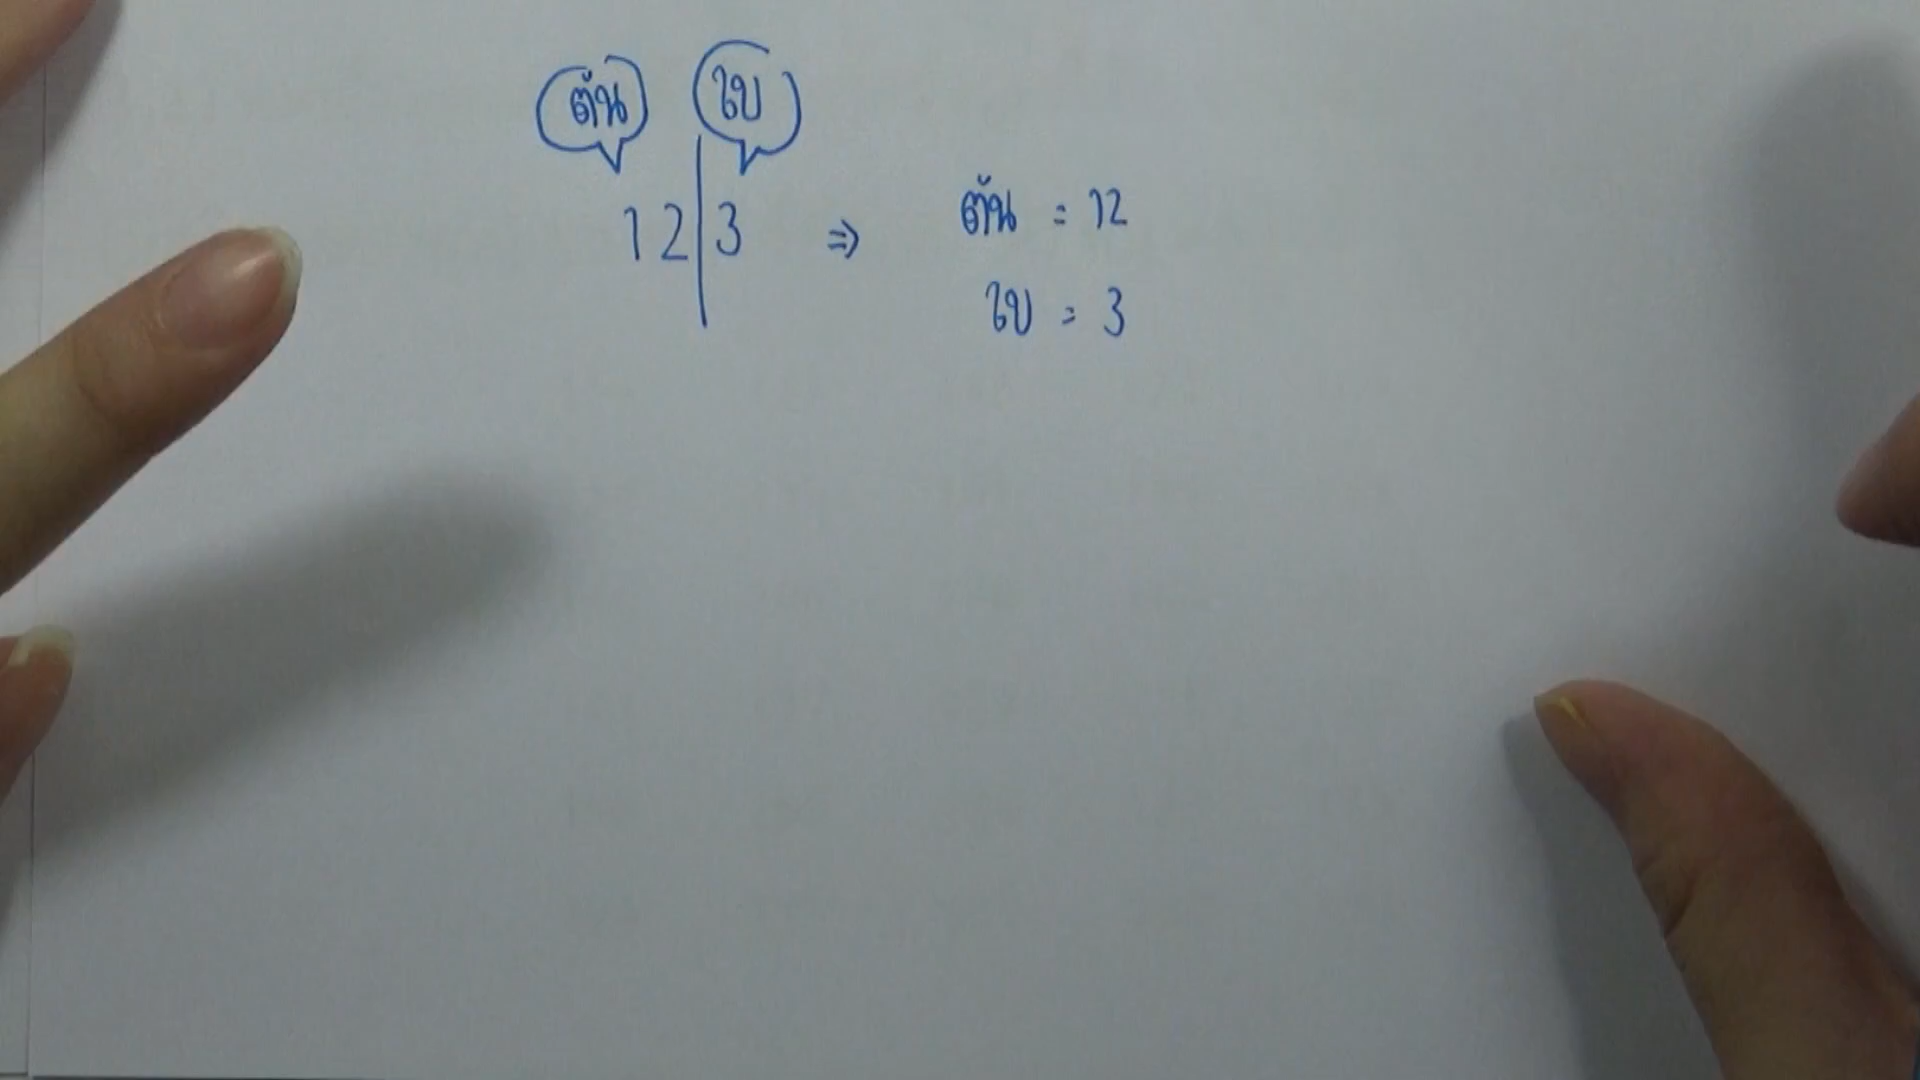 ต้น ใบ
12|3 ⇒
ต้น = 12
ใบ = 3